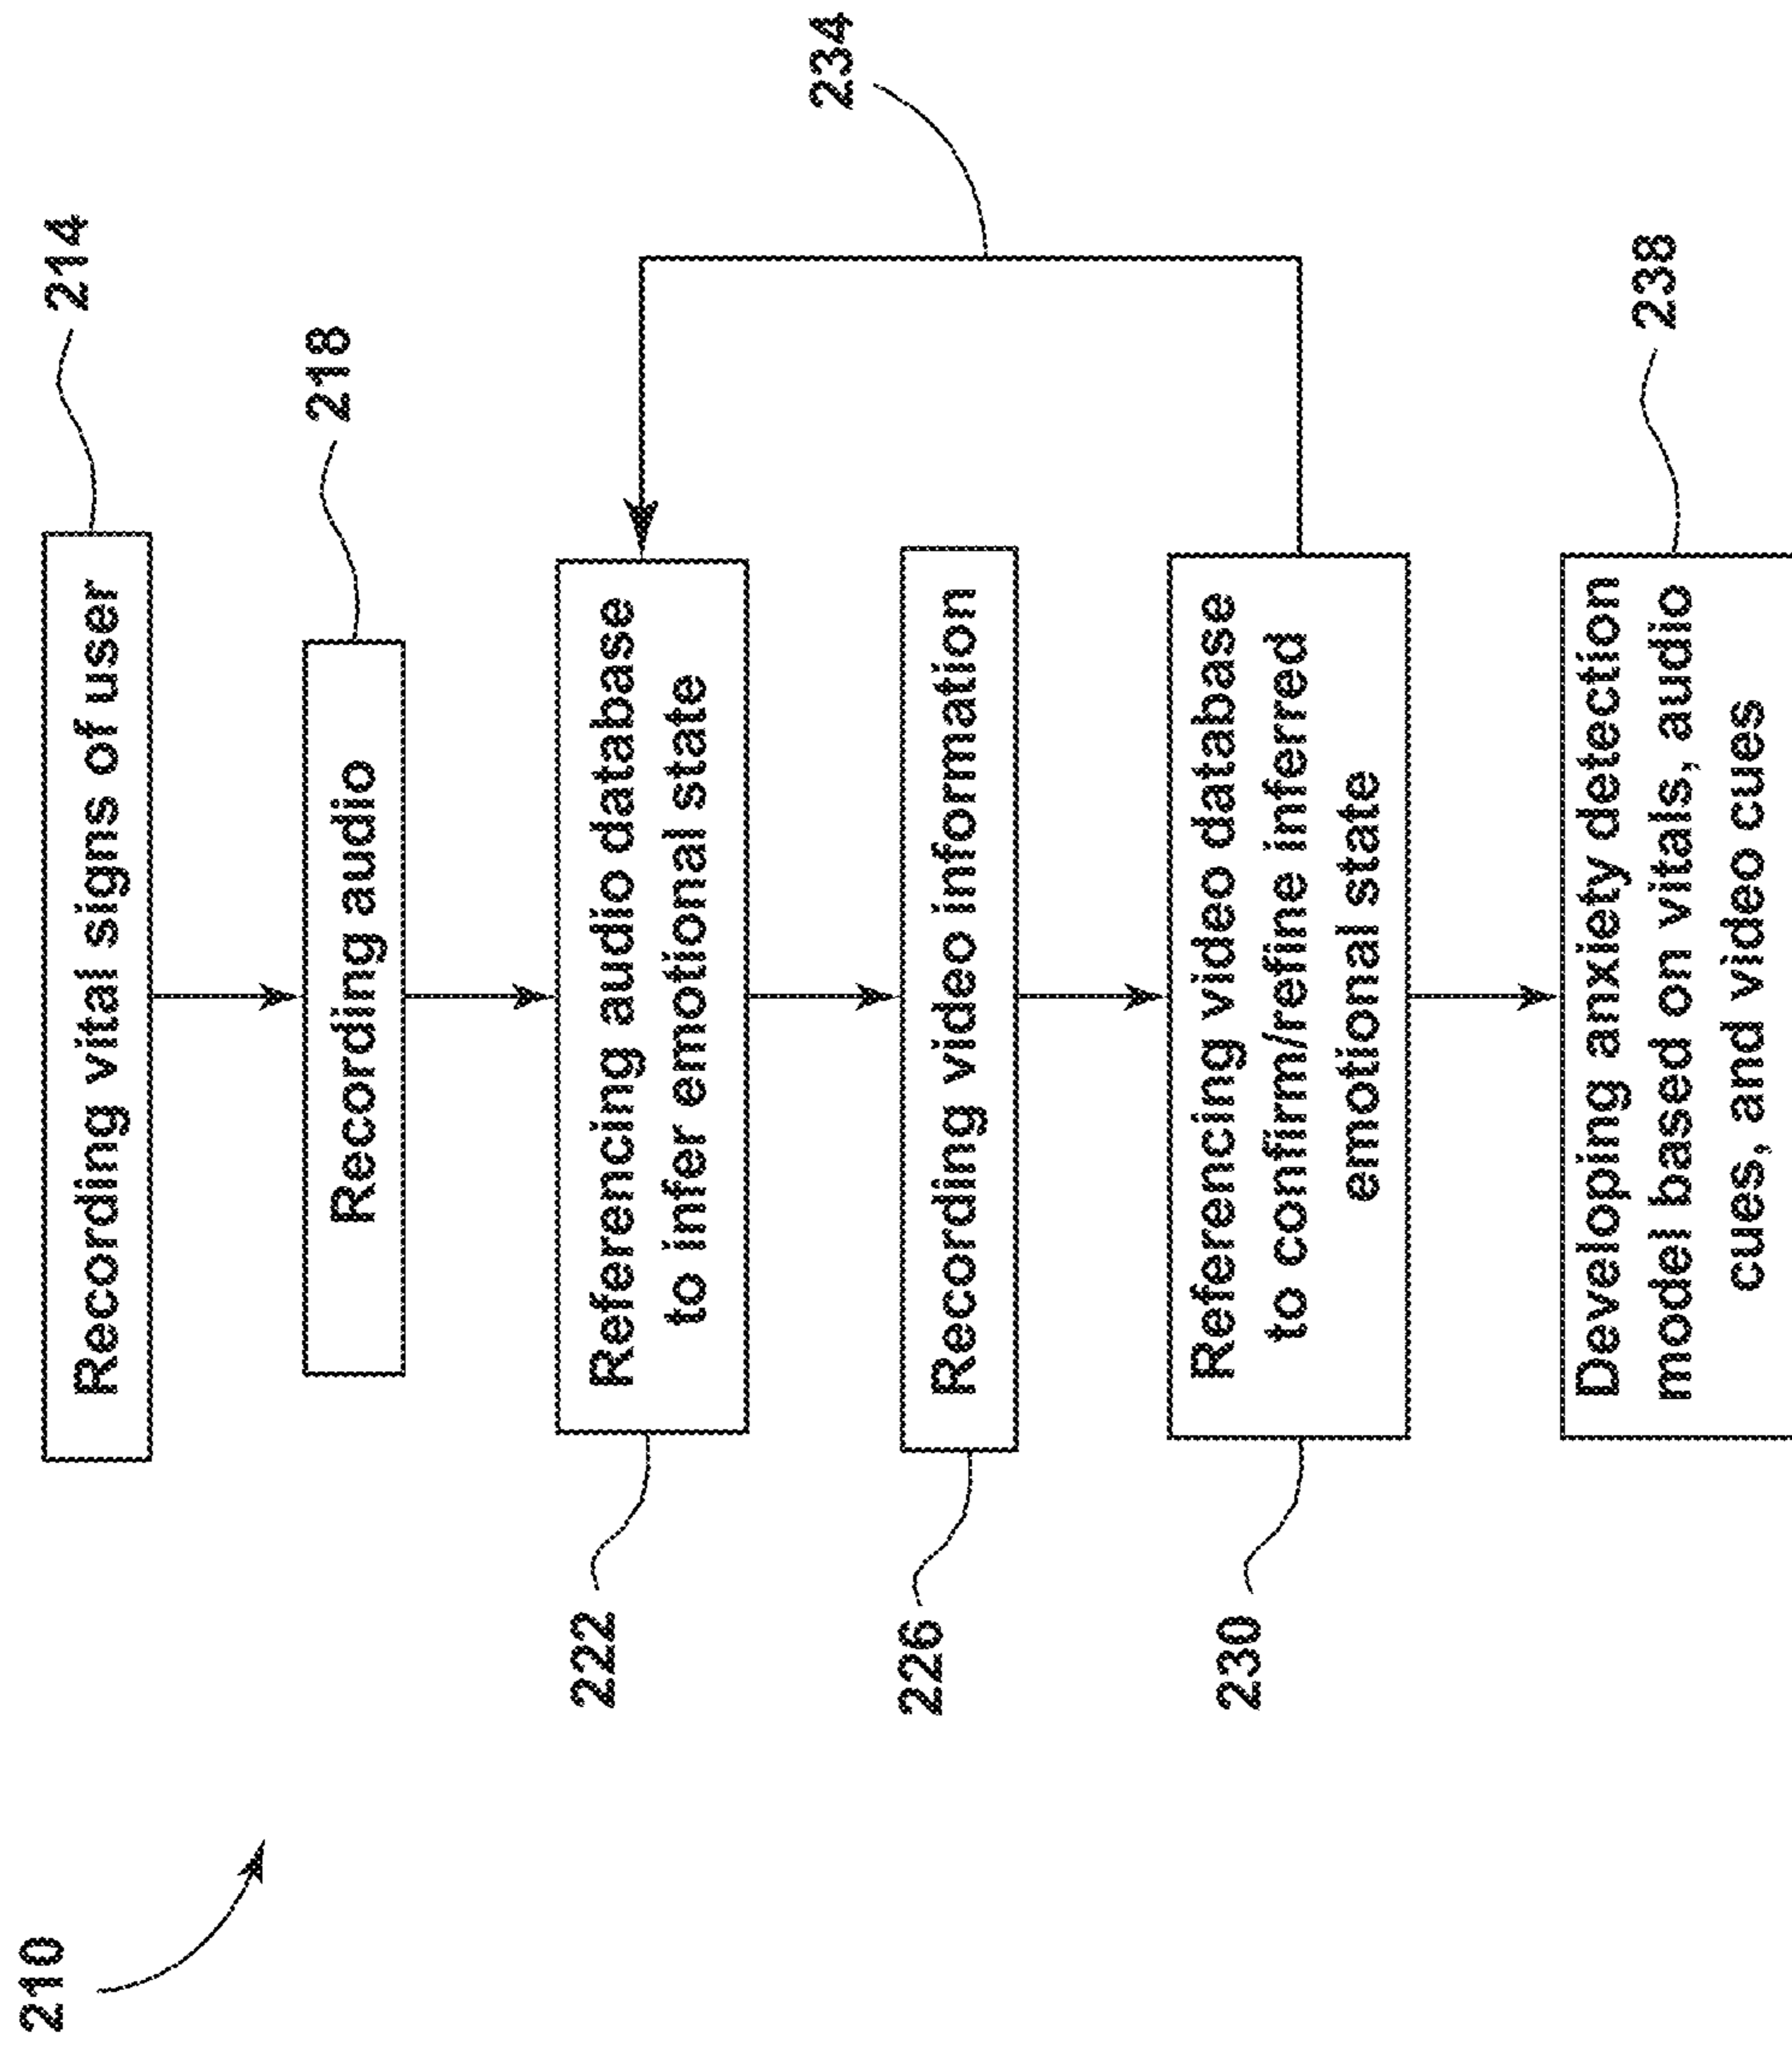 210
Recording vital signs of user
214
Recording audio
218
222
Referencing audio database
to infer emotional state
234
226
Recording video information
230
Referencing video database
to confirm/refine inferred
emotional state
Developing anxiety detection
model based on vitals, audio
cues, and video cues
238